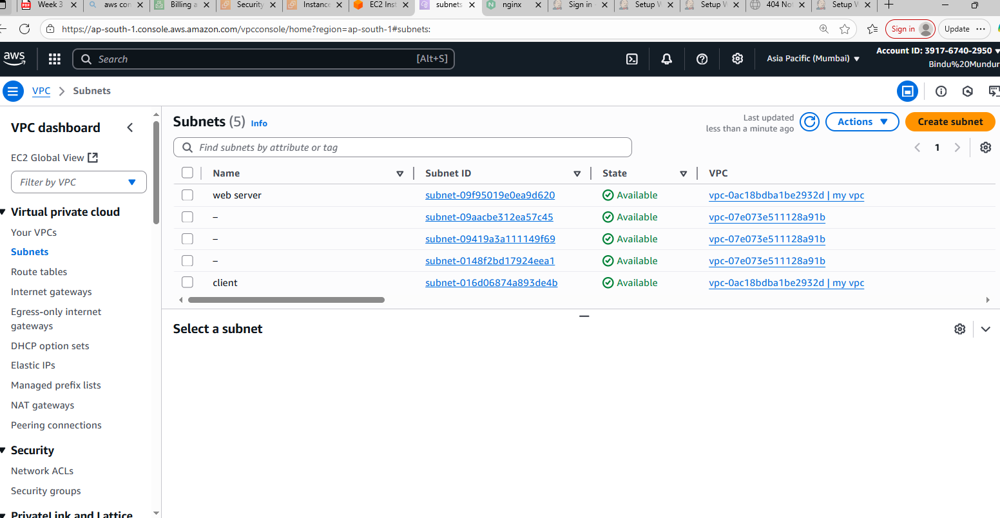 Week 3
aws con
Billing a
Security
Instance
EC2 Inst
subnets
nginx
Sign in
Setup W
Setup W
404 No
Setup W
https://ap-south-1.console.aws.amazon.com/vpcconsole/home?region=ap-south-1#subnets:
Sign in
Update
aws
Search
[Alt+S]
Asia Pacific (Mumbai)
Account ID: 3917-6740-2950
Bindu%20Mundur
VPC
Subnets
VPC dashboard
EC2 Global View
Filter by VPC
Virtual private cloud
Your VPCs
Subnets
Route tables
Internet gateways
Egress-only internet
gateways
DHCP option sets
Elastic IPs
Managed prefix lists
NAT gateways
Peering connections
Security
Network ACLs
Security groups
PrivateLink and Lattice
Subnets (5) Info
Last updated
less than a minute ago
Actions
Create subnet
Find subnets by attribute or tag
1
Name Subnet ID State VPC
web server subnet-09f95019e0ea9d620 Available vpc-0ac18bdba1be2932d | my vpc
– subnet-09aacbe312ea57c45 Available vpc-07e073e511128a91b
– subnet-09419a3a111149f69 Available vpc-07e073e511128a91b
– subnet-0148f2bd17924eea1 Available vpc-07e073e511128a91b
client subnet-016d06874a893de4b Available vpc-0ac18bdba1be2932d | my vpc
Select a subnet